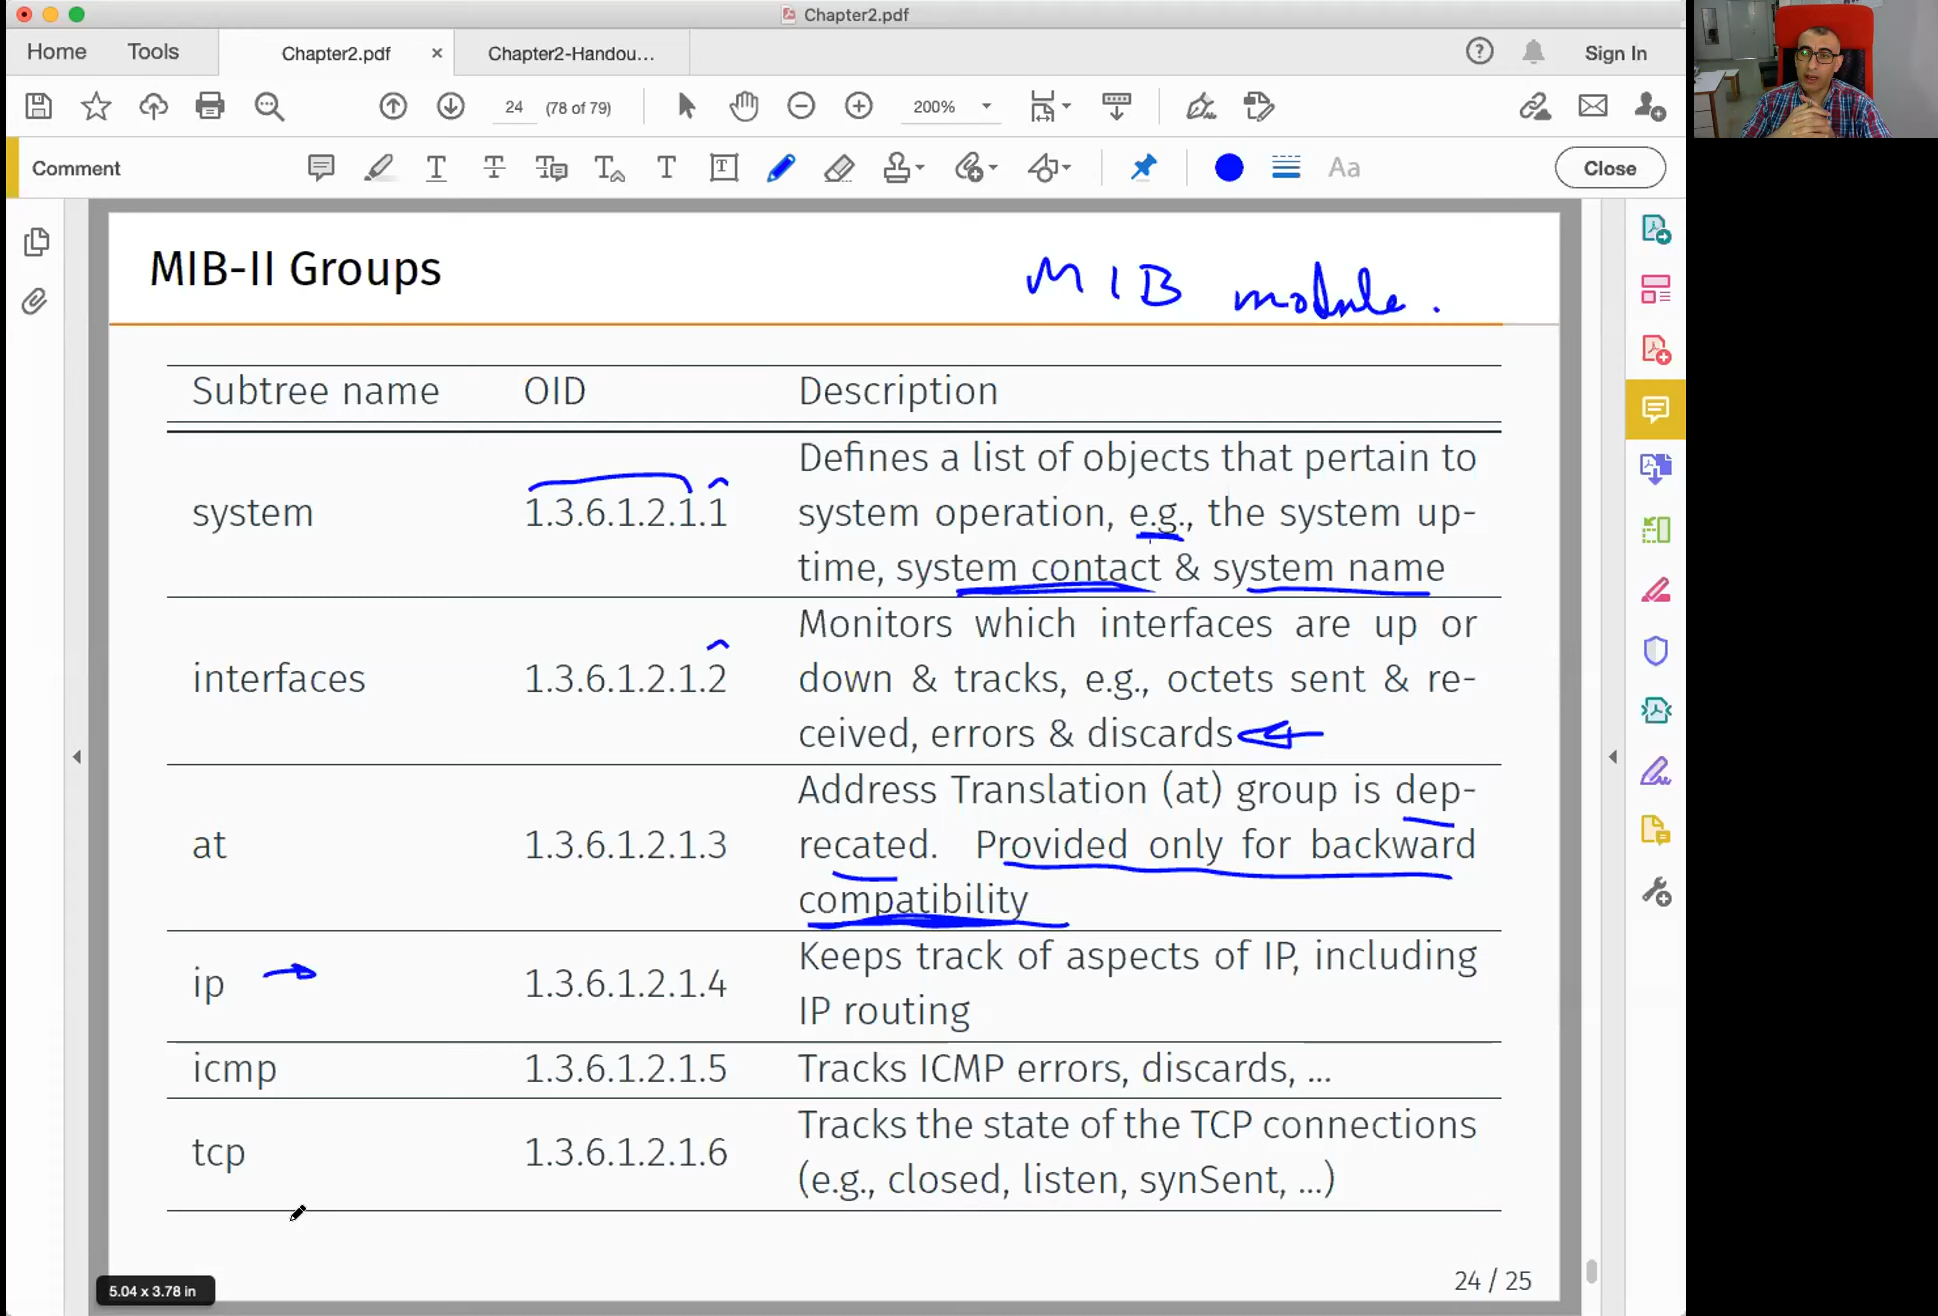 Chapter2.pdf
Home Tools Chapter2.pdf × Chapter2-Handou... Sign In
24 (78 of 79) 200%
Comment Aa Close
MIB-II Groups MIB module.
Subtree name OID Description
system 1.3.6.1.2.1.1 Defines a list of objects that pertain to
system operation, e.g., the system up-
time, system contact & system name
interfaces 1.3.6.1.2.1.2 Monitors which interfaces are up or
down & tracks, e.g., octets sent & re-
ceived, errors & discards
at 1.3.6.1.2.1.3 Address Translation (at) group is dep-
recated. Provided only for backward
compatibility
ip 1.3.6.1.2.1.4 Keeps track of aspects of IP, including
IP routing
icmp 1.3.6.1.2.1.5 Tracks ICMP errors, discards, ...
tcp 1.3.6.1.2.1.6 Tracks the state of the TCP connections
(e.g., closed, listen, synSent, ...)
24 / 25
5.04 x 3.78 in